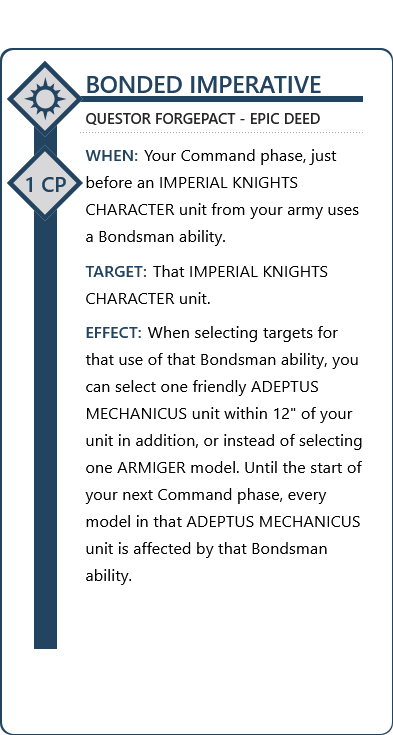 BONDED IMPERATIVE
QUESTOR FORGEPACT - EPIC DEED
WHEN: Your Command phase, just
1 CP
before an IMPERIAL KNIGHTS
CHARACTER unit from your army uses
a Bondsman ability.
TARGET: That IMPERIAL KNIGHTS
CHARACTER unit.
EFFECT: When selecting targets for
that use of that Bondsman ability, you
can select one friendly ADEPTUS
MECHANICUS unit within 12" of your
unit in addition, or instead of selecting
one ARMIGER model. Until the start of
your next Command phase, every
model in that ADEPTUS MECHANICUS
unit is affected by that Bondsman
ability.